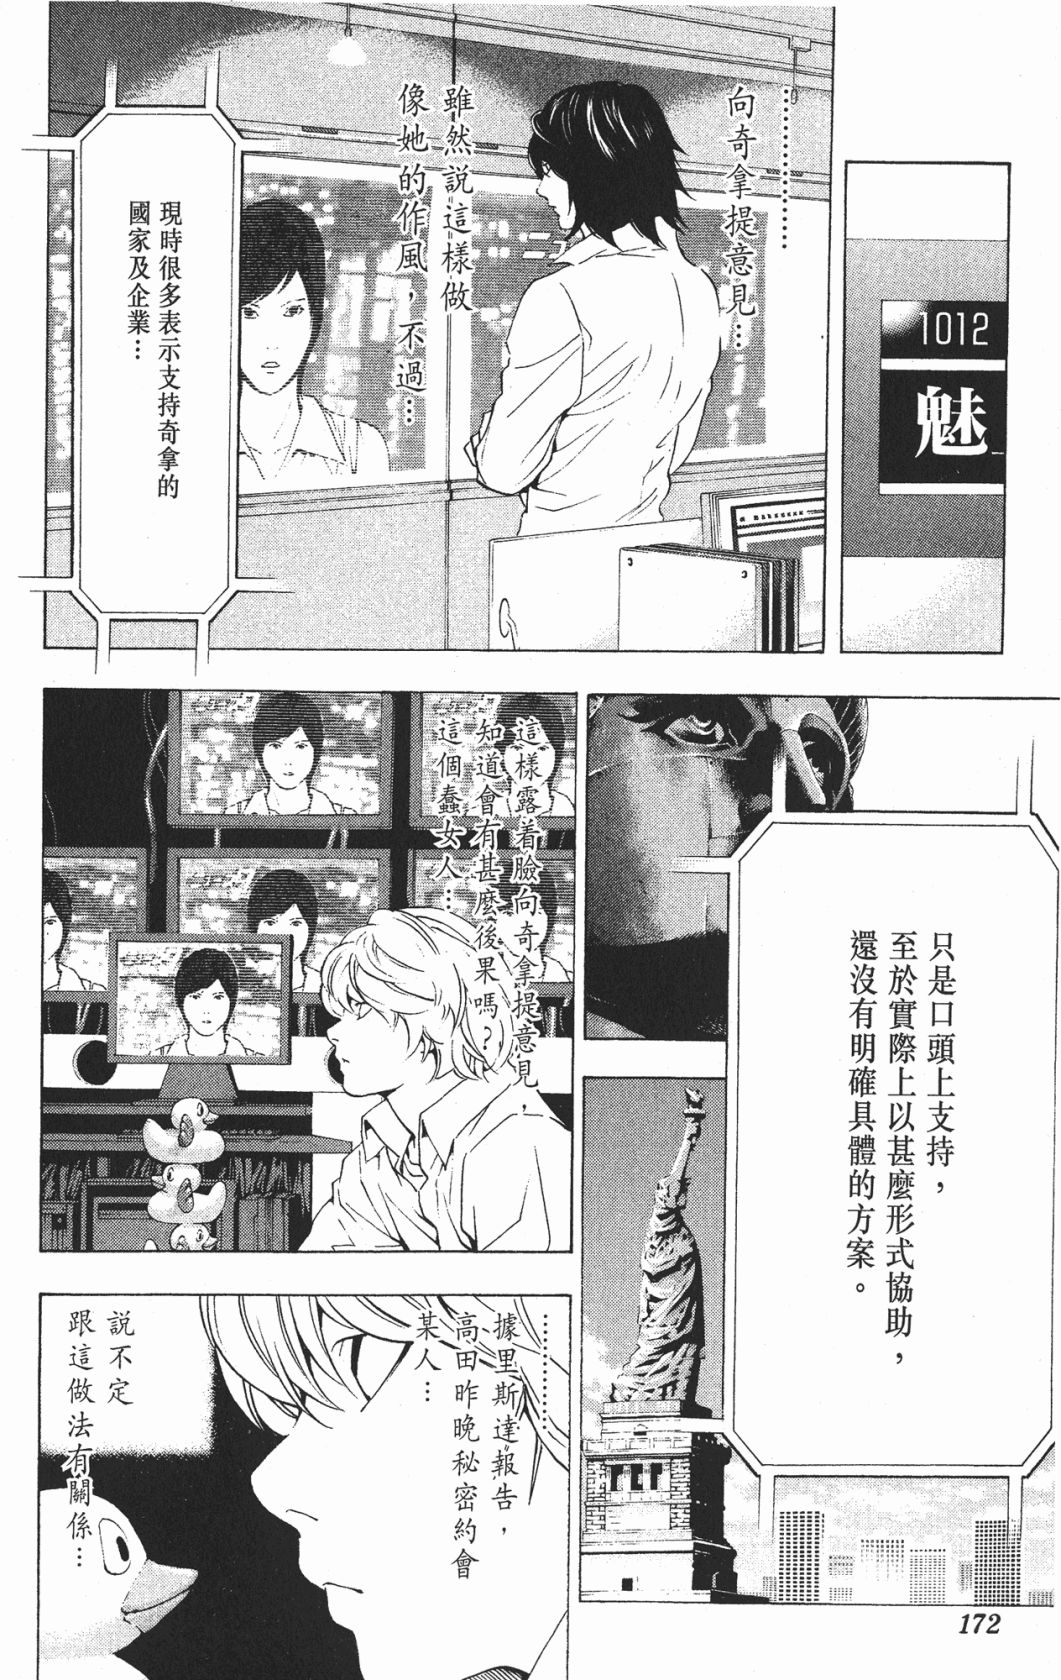 1012
魅
…………
向奇拿提意見…
雖然說這樣做
像她的作風，不過…
現時很多表示支持奇拿的
國家及企業…
只是口頭上支持，
至於實際上以甚麼形式協助，
還沒有明確具體的方案。
這樣露着臉向奇拿提意見，
知道會有甚麼後果嗎？
這個蠢女人…
…………
據里斯達報告，
高田昨晚秘密約會
某人…
說不定
跟這做法有關係…
172